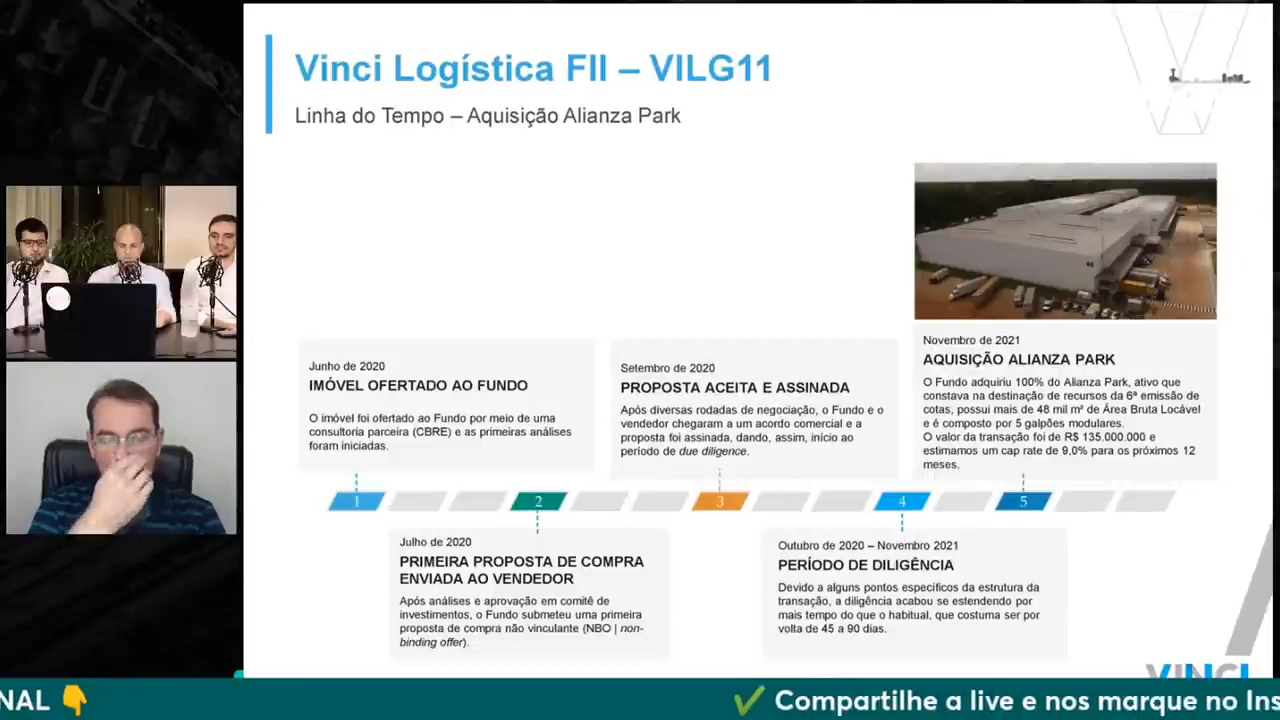 Vinci Logística FII – VILG11
Linha do Tempo – Aquisição Alianza Park
Junho de 2020
IMÓVEL OFERTADO AO FUNDO
O imóvel foi ofertado ao Fundo por meio de uma
consultoria parceira (CBRE) e as primeiras análises
foram iniciadas.
Setembro de 2020
PROPOSTA ACEITA E ASSINADA
Após diversas rodadas de negociação, o Fundo e o
vendedor chegaram a um acordo comercial e a
proposta foi assinada, dando, assim, início ao
período de due diligence.
Novembro de 2021
AQUISIÇÃO ALIANZA PARK
O Fundo adquiriu 100% do Alianza Park, ativo que
constava na destinação de recursos da 6ª emissão de
cotas, possui mais de 48 mil m² de Área Bruta Locável
e é composto por 5 galpões modulares.
O valor da transação foi de R$ 135.000.000 e
estimamos um cap rate de 9,0% para os próximos 12
meses.
1
2
3
4
5
Julho de 2020
PRIMEIRA PROPOSTA DE COMPRA
ENVIADA AO VENDEDOR
Após análises e aprovação em comitê de
investimentos, o Fundo submeteu uma primeira
proposta de compra não vinculante (NBO | non-
binding offer).
Outubro de 2020 – Novembro 2021
PERÍODO DE DILIGÊNCIA
Devido a alguns pontos específicos da estrutura da
transação, a diligência acabou se estendendo por
mais tempo do que o habitual, que costuma ser por
volta de 45 a 90 dias.
VINCI
NAL 👇
✔ Compartilhe a live e nos marque no Ins